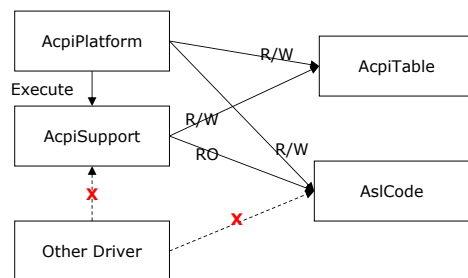 AcpiPlatform
R/W
AcpiTable
Execute
AcpiSupport
R/W
RO
R/W
AslCode
X
X
Other Driver